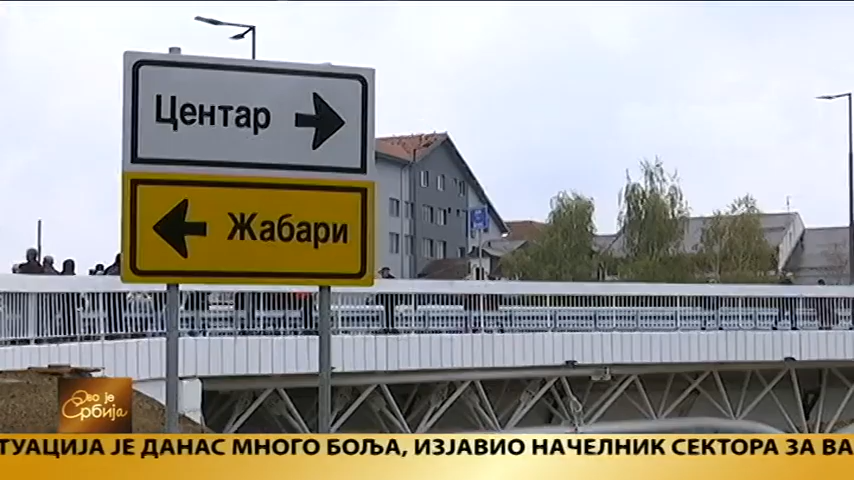 Центар
Жабари
Ово је
Србија
ТУАЦИЈА ЈЕ ДАНАС МНОГО БОЉА, ИЗЈАВИО НАЧЕЛНИК СЕКТОРА ЗА ВА